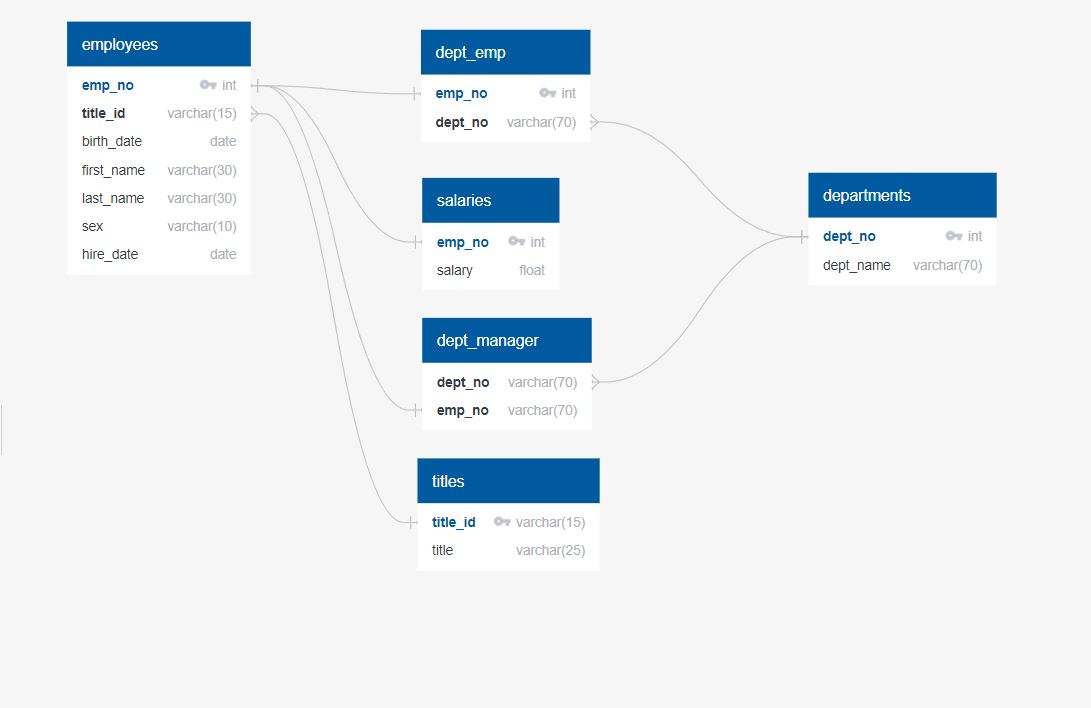 employees
emp_no int
title_id varchar(15)
birth_date date
first_name varchar(30)
last_name varchar(30)
sex varchar(10)
hire_date date
dept_emp
emp_no int
dept_no varchar(70)
salaries
emp_no int
salary float
dept_manager
dept_no varchar(70)
emp_no varchar(70)
titles
title_id varchar(15)
title varchar(25)
departments
dept_no int
dept_name varchar(70)